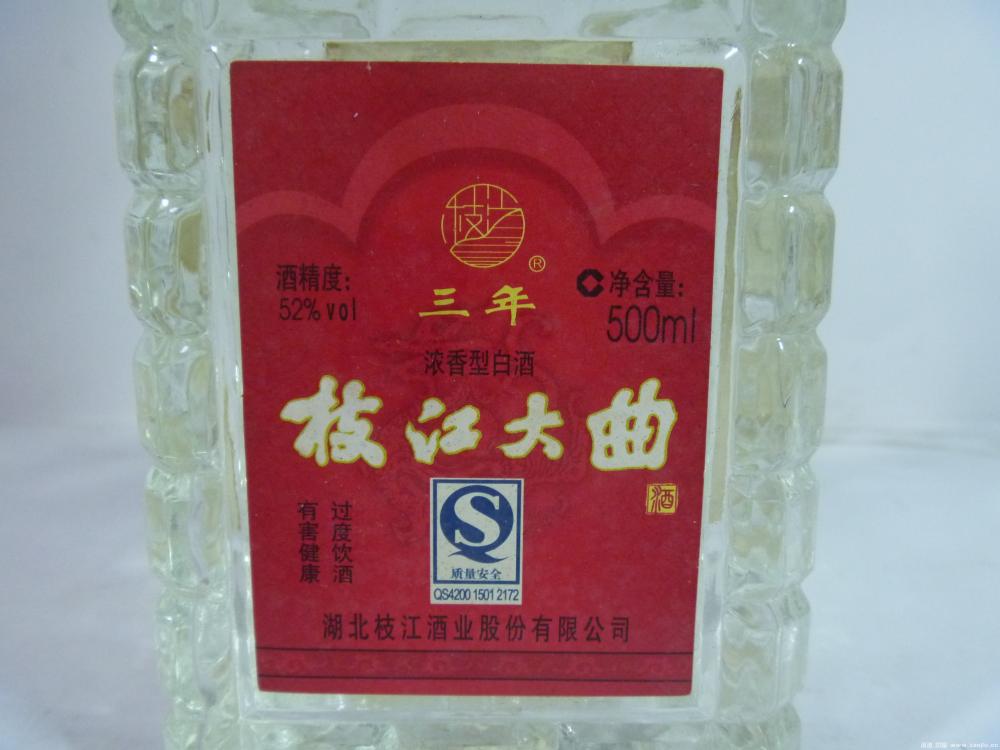 枝江
®
酒精度:
52%vol
净含量:
500ml
三年
浓香型白酒
枝江大曲
酒
过度饮酒
有害健康
质量安全
QS4200 1501 2172
湖北枝江酒业股份有限公司